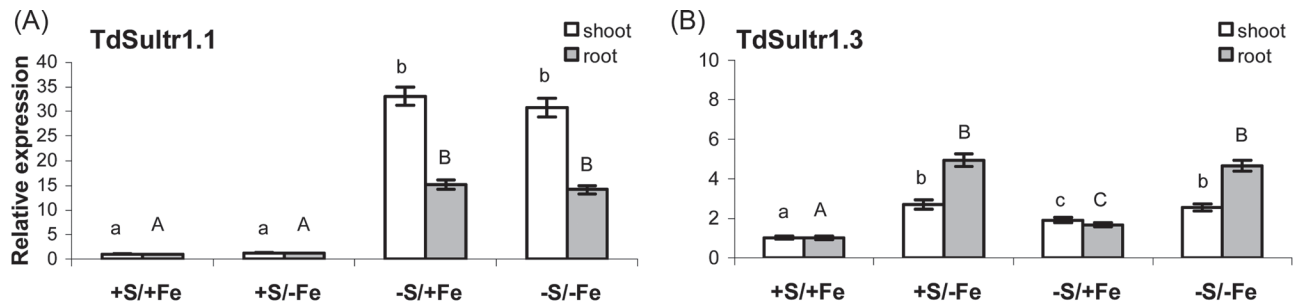 (A)
TdSultr1.1
shoot
root
Relative expression
40
35
30
25
20
15
10
5
0
a A a A b B b B
+S/+Fe +S/-Fe -S/+Fe -S/-Fe
(B)
TdSultr1.3
shoot
root
10
8
6
4
2
0
a A b B c C b B
+S/+Fe +S/-Fe -S/+Fe -S/-Fe